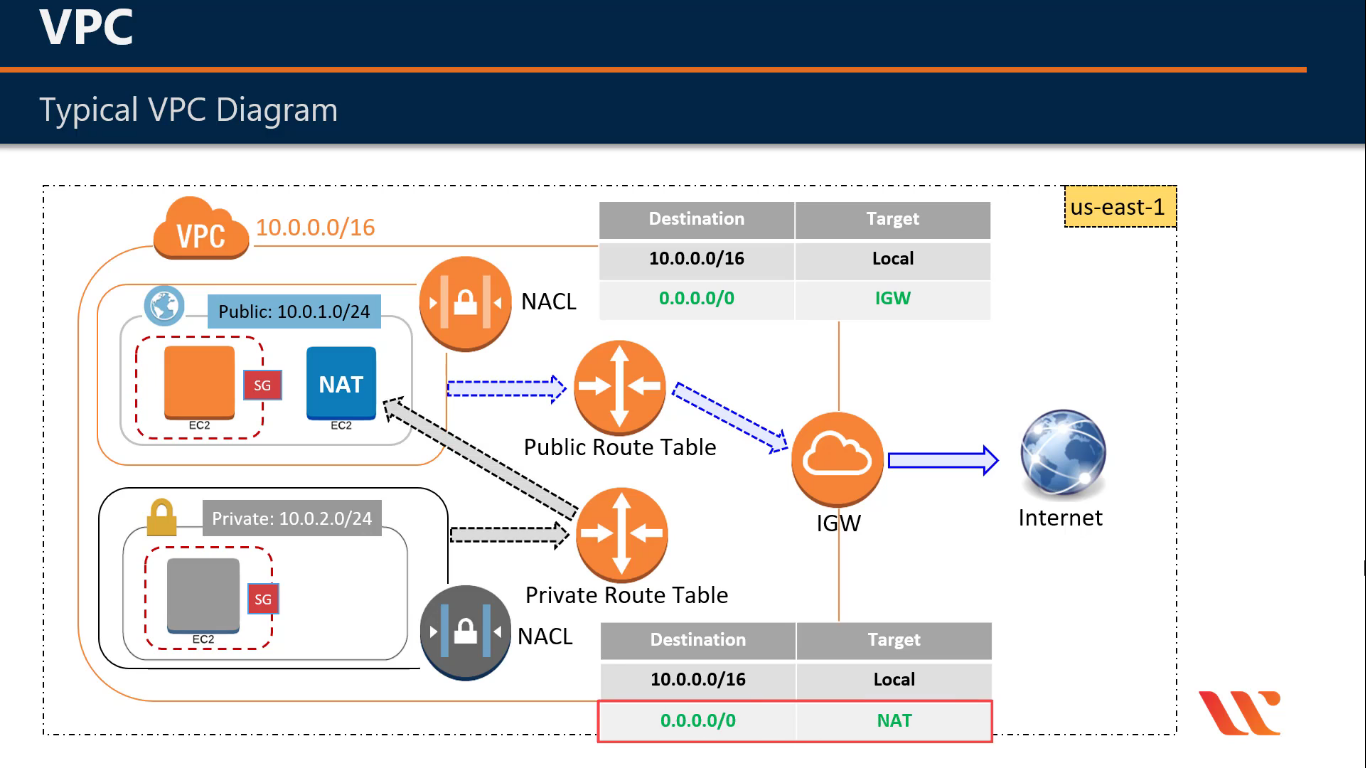 VPC
Typical VPC Diagram
us-east-1
VPC
10.0.0.0/16
Destination Target
10.0.0.0/16 Local
0.0.0.0/0 IGW
NACL
Public: 10.0.1.0/24
SG
EC2
NAT
EC2
Public Route Table
IGW
Internet
Private: 10.0.2.0/24
SG
EC2
Private Route Table
NACL
Destination Target
10.0.0.0/16 Local
0.0.0.0/0 NAT